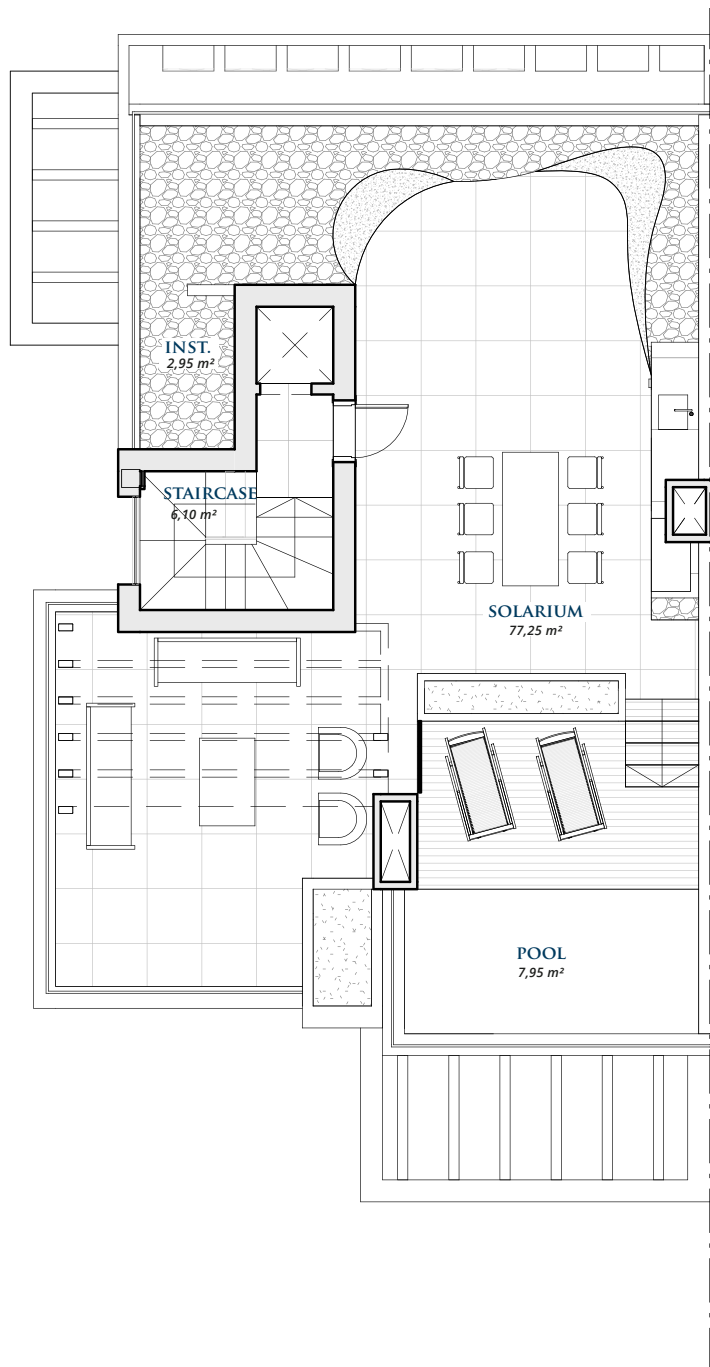 INST.
2,95 m²
STAIRCASE
6,10 m²
SOLARIUM
77,25 m²
POOL
7,95 m²